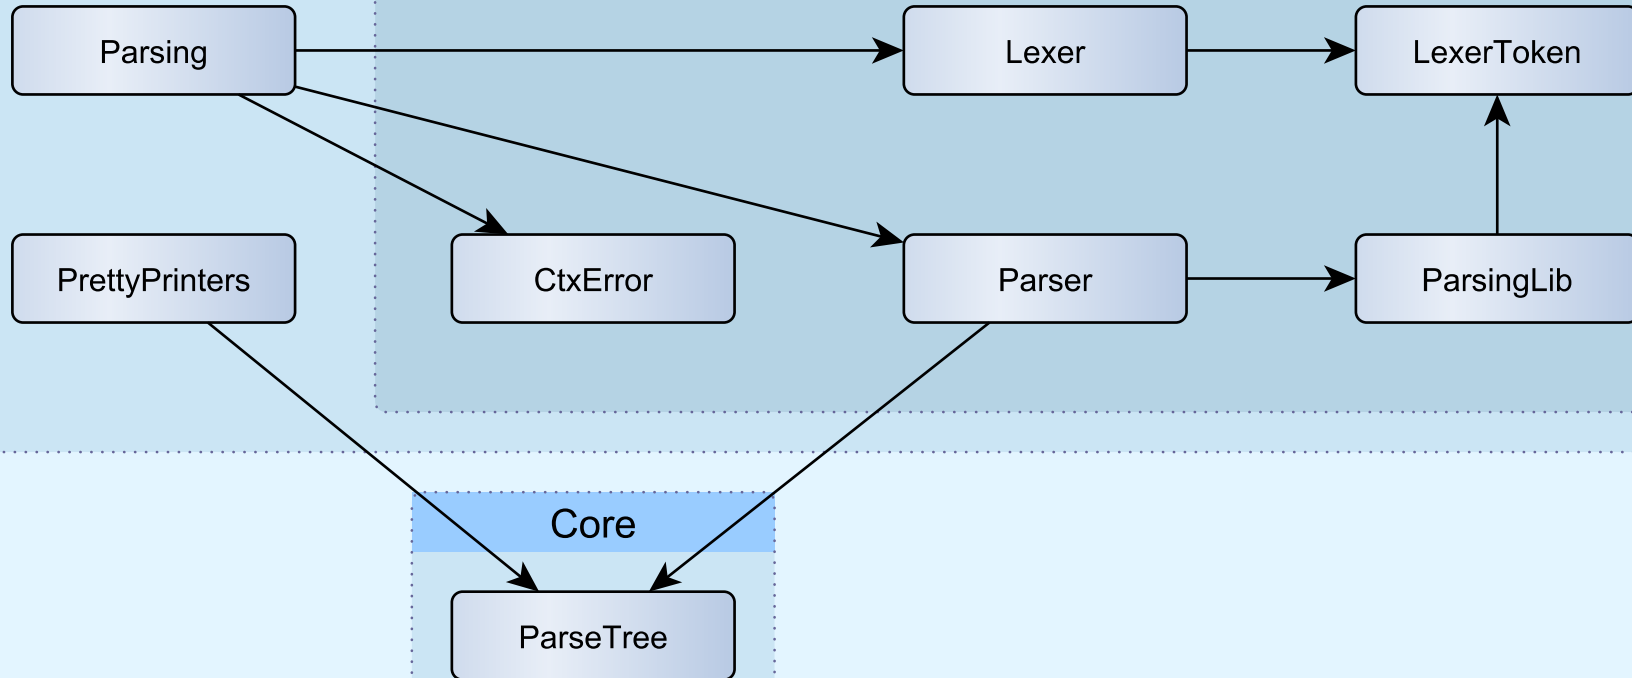 Parsing
Lexer
LexerToken
PrettyPrinters
CtxError
Parser
ParsingLib
Core
ParseTree